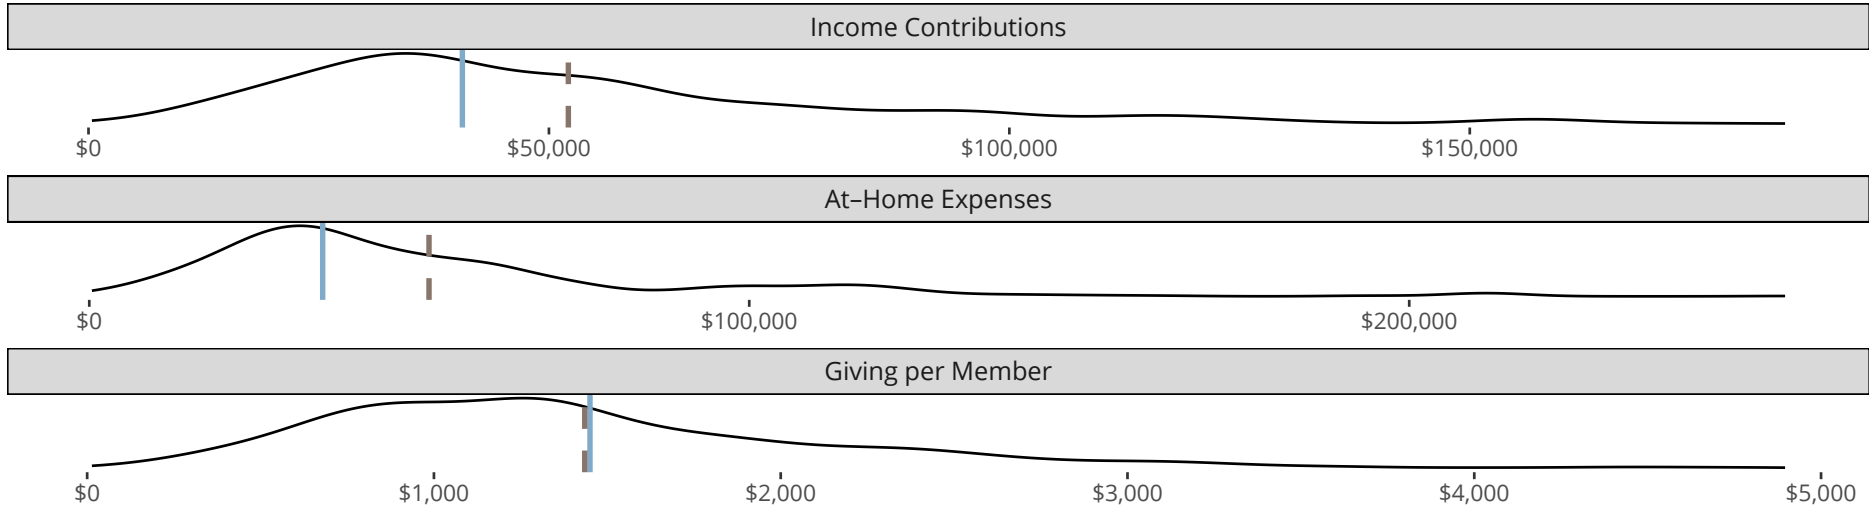 Income Contributions
$0 $50,000 $100,000 $150,000
At–Home Expenses
$0 $100,000 $200,000
Giving per Member
$0 $1,000 $2,000 $3,000 $4,000 $5,000